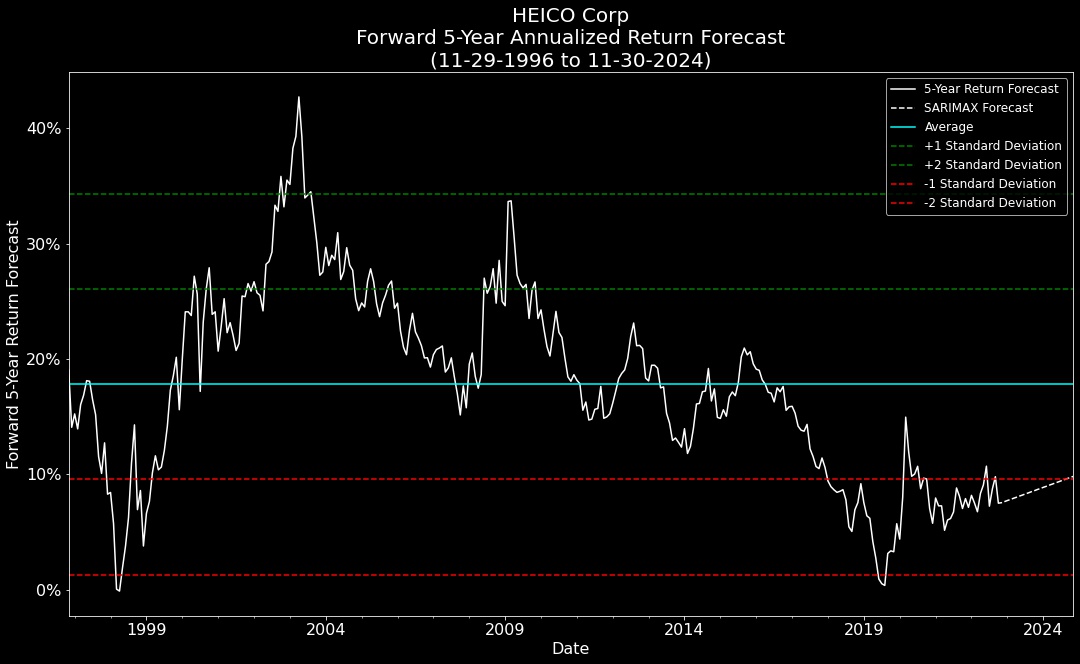 HEICO Corp
Forward 5-Year Annualized Return Forecast
(11-29-1996 to 11-30-2024)
5-Year Return Forecast
SARIMAX Forecast
Average
+1 Standard Deviation
+2 Standard Deviation
-1 Standard Deviation
-2 Standard Deviation
Forward 5-Year Return Forecast
40%
30%
20%
10%
0%
1999
2004
2009
2014
2019
2024
Date